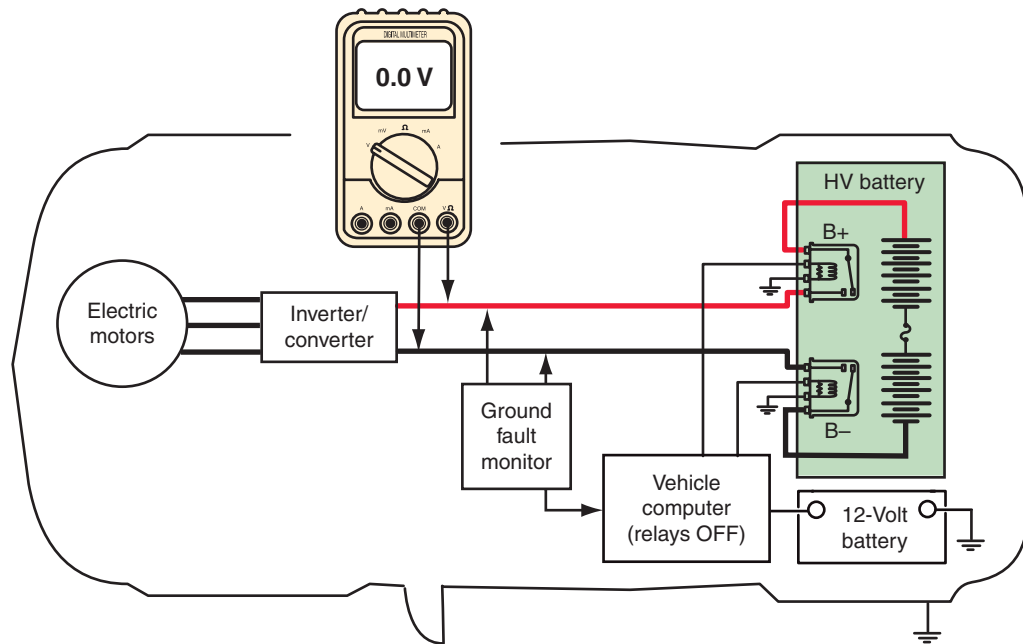 DIGITAL MULTIMETER
0.0 V
mV
Ω
mA
V
A
A
mA
COM
V Ω
HV battery
B+
Electric
motors
Inverter/
converter
Ground
fault
monitor
B–
Vehicle
computer
(relays OFF)
12-Volt
battery